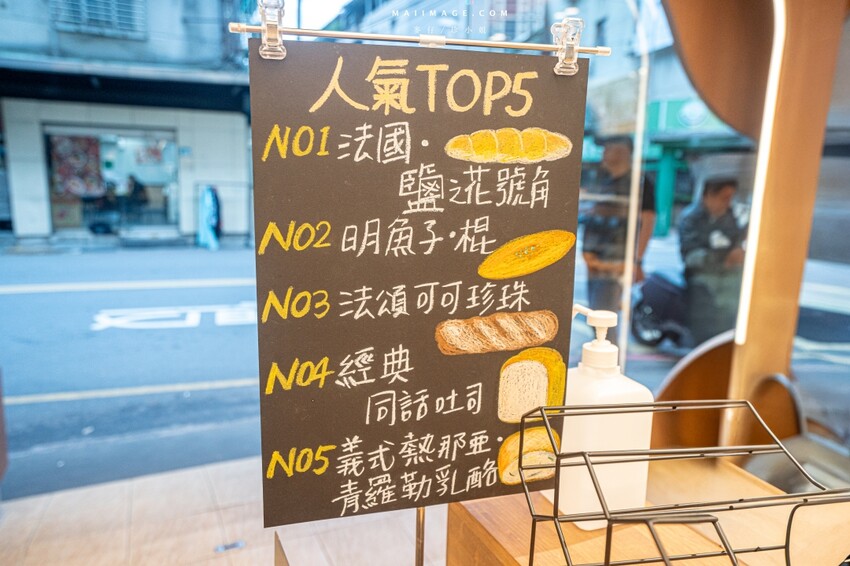 MAIIMAGE.COM
人氣TOP5
NO1 法國·
鹽之花號角
NO2 明魚子·棍
NO3 法頌可可珍珠
NO4 經典
同話吐司
NO5 義式熱那亞·
青羅勒乳酪